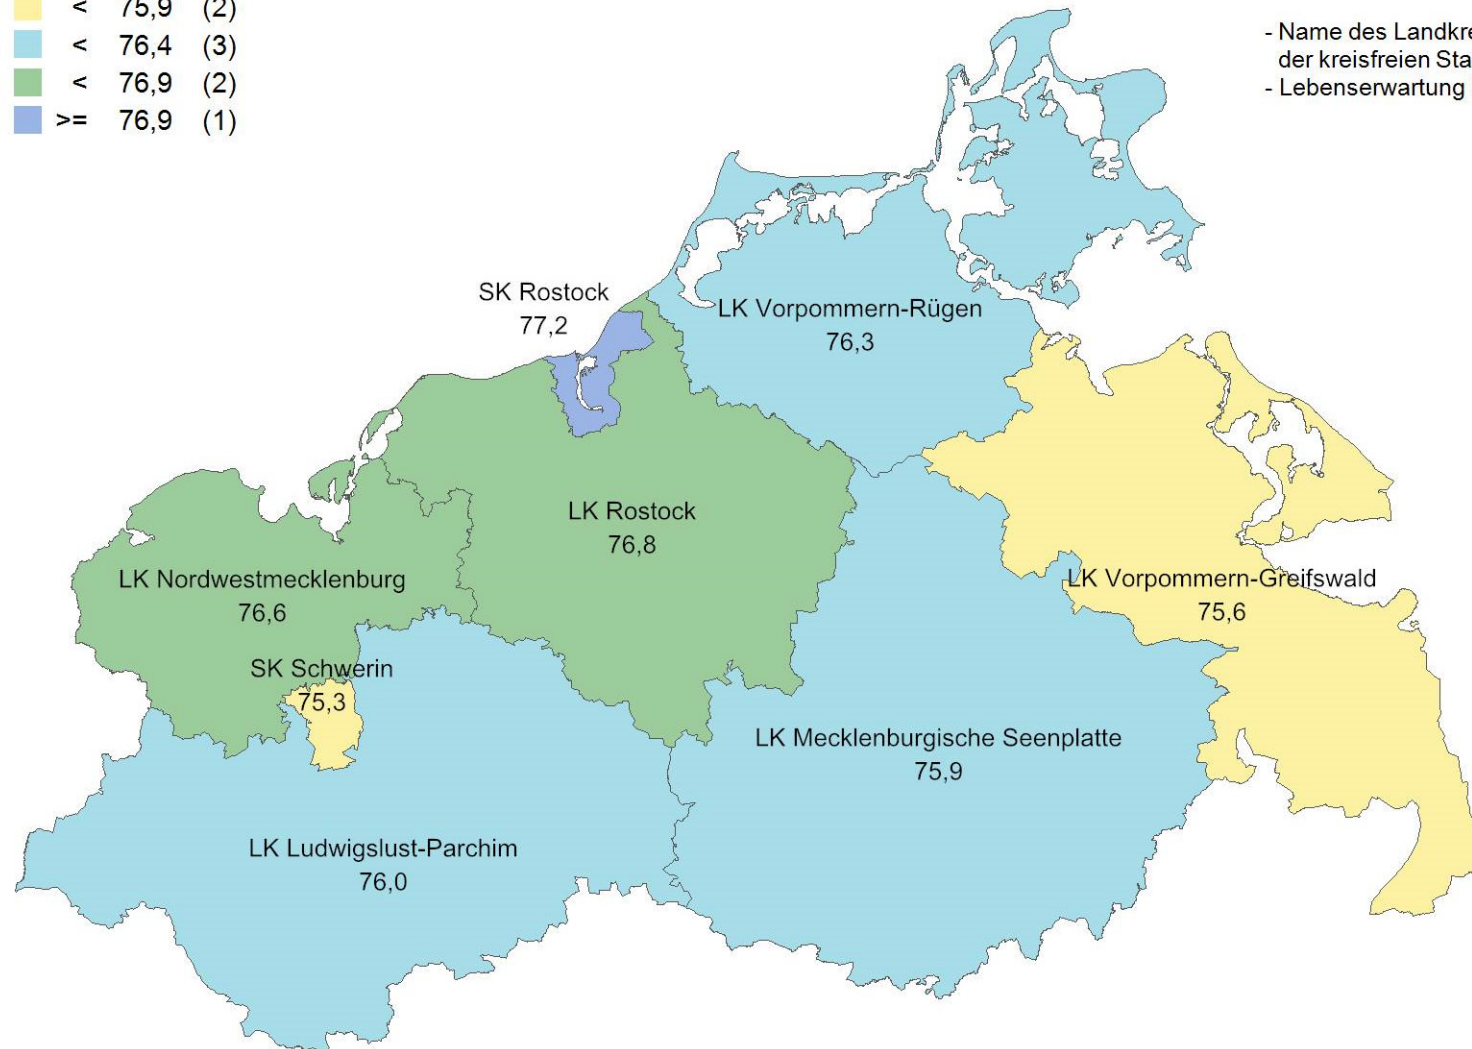 < 75,9 (2)
< 76,4 (3)
< 76,9 (2)
>= 76,9 (1)
- Name des Landkre
der kreisfreien Sta
- Lebenserwartung
SK Rostock
77,2
LK Vorpommern-Rügen
76,3
LK Rostock
76,8
LK Nordwestmecklenburg
76,6
LK Vorpommern-Greifswald
75,6
SK Schwerin
75,3
LK Mecklenburgische Seenplatte
75,9
LK Ludwigslust-Parchim
76,0